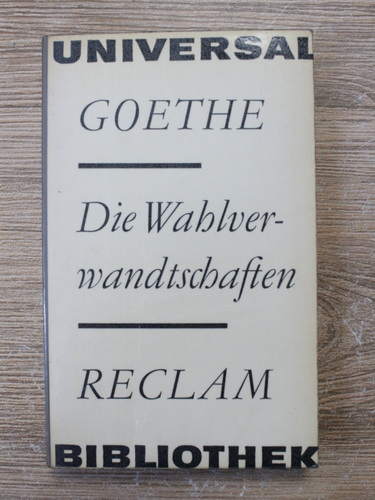 UNIVERSAL
GOETHE
Die Wahlver-
wandtschaften
RECLAM
BIBLIOTHEK